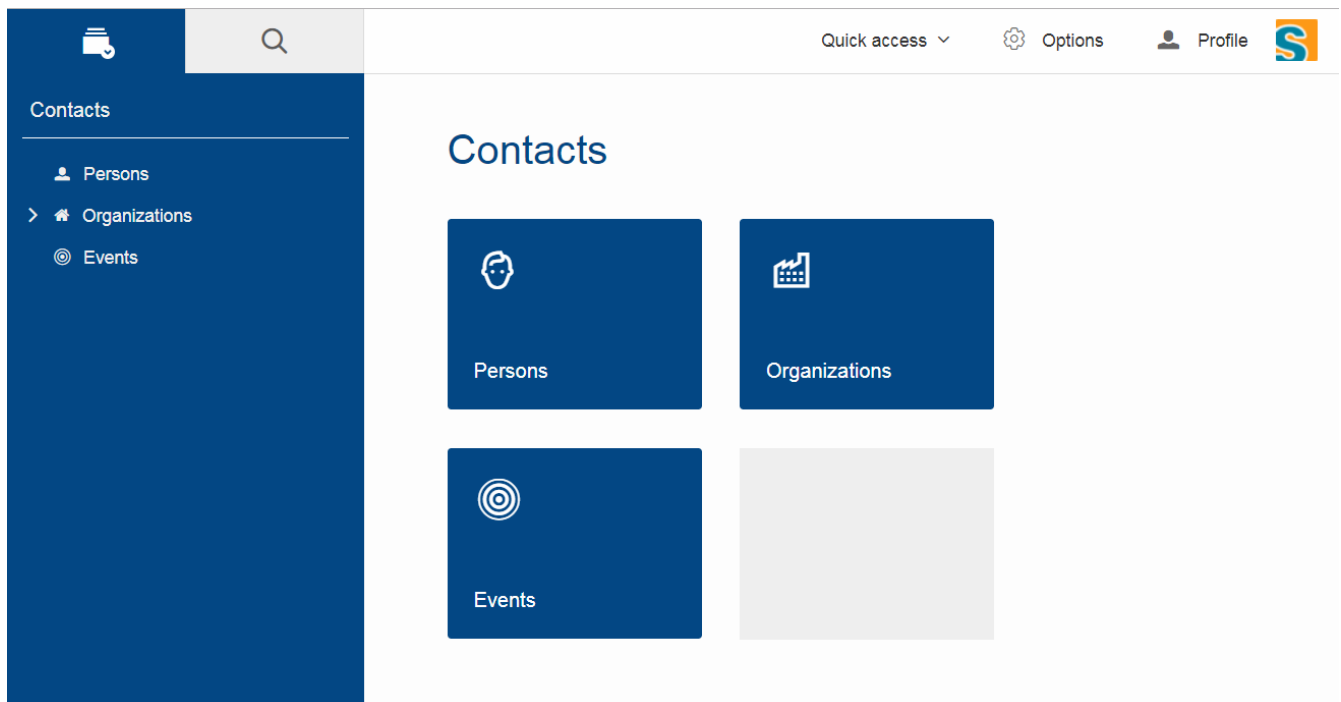 Quick access
Options
Profile
Contacts
Persons
Organizations
Events
Contacts
Persons
Organizations
Events